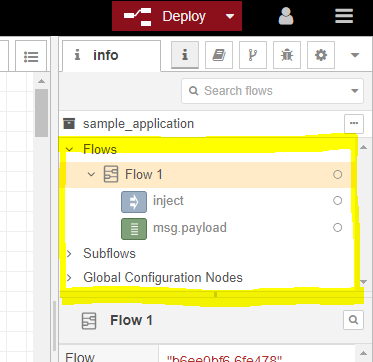 Deploy
info
Search flows
sample_application
Flows
Flow 1
inject
msg.payload
Subflows
Global Configuration Nodes
Flow 1
Flow "b6ee0bf6.6fe478"